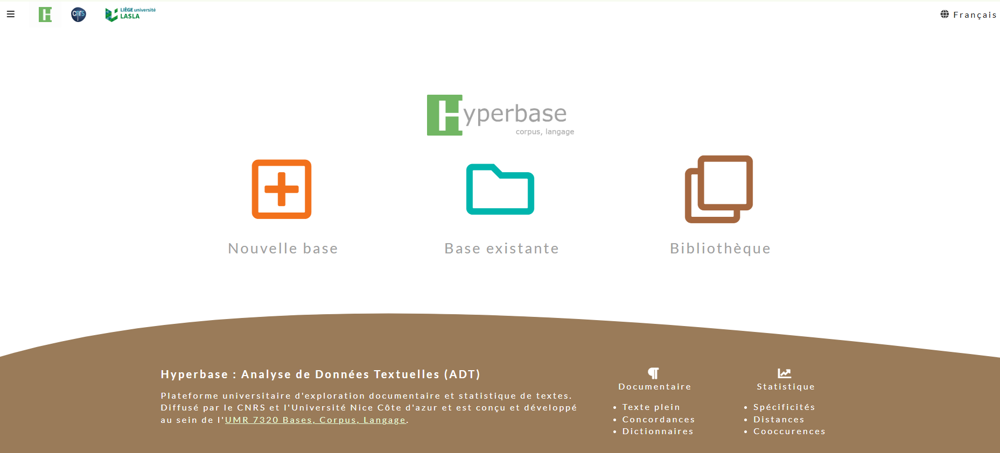 H
cnrs
LIÈGE université
LASLA
Français
Hyperbase
corpus, langage
Nouvelle base
Base existante
Bibliothèque
Hyperbase : Analyse de Données Textuelles (ADT)
Plateforme universitaire d'exploration documentaire et statistique de textes.
Diffusé par le CNRS et l'Université Nice Côte d'azur et est conçu et développé
au sein de l'UMR 7320 Bases, Corpus, Langage.
Documentaire
• Texte plein
• Concordances
• Dictionnaires
Statistique
• Spécificités
• Distances
• Cooccurences